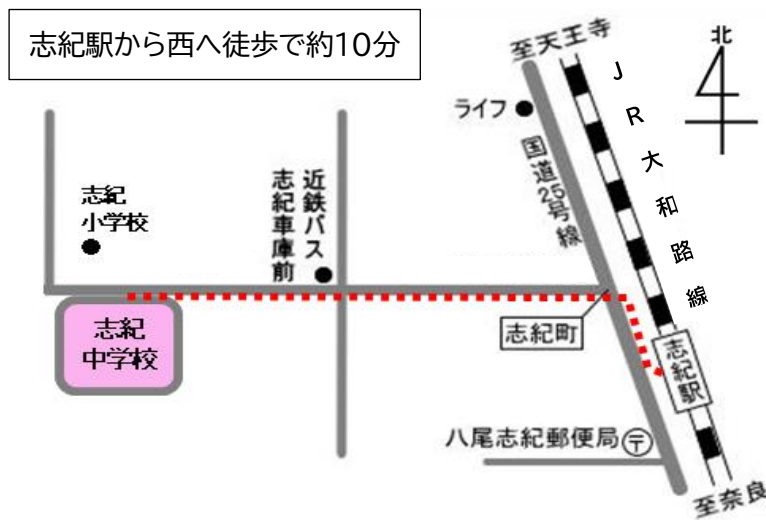 志紀駅から西へ徒歩で約10分
至天王寺
北
JR大和路線
ライフ
国道25号線
志紀
小学校
近鉄バス
志紀車庫前
志紀
中学校
志紀町
志紀駅
八尾志紀郵便局〒
至奈良